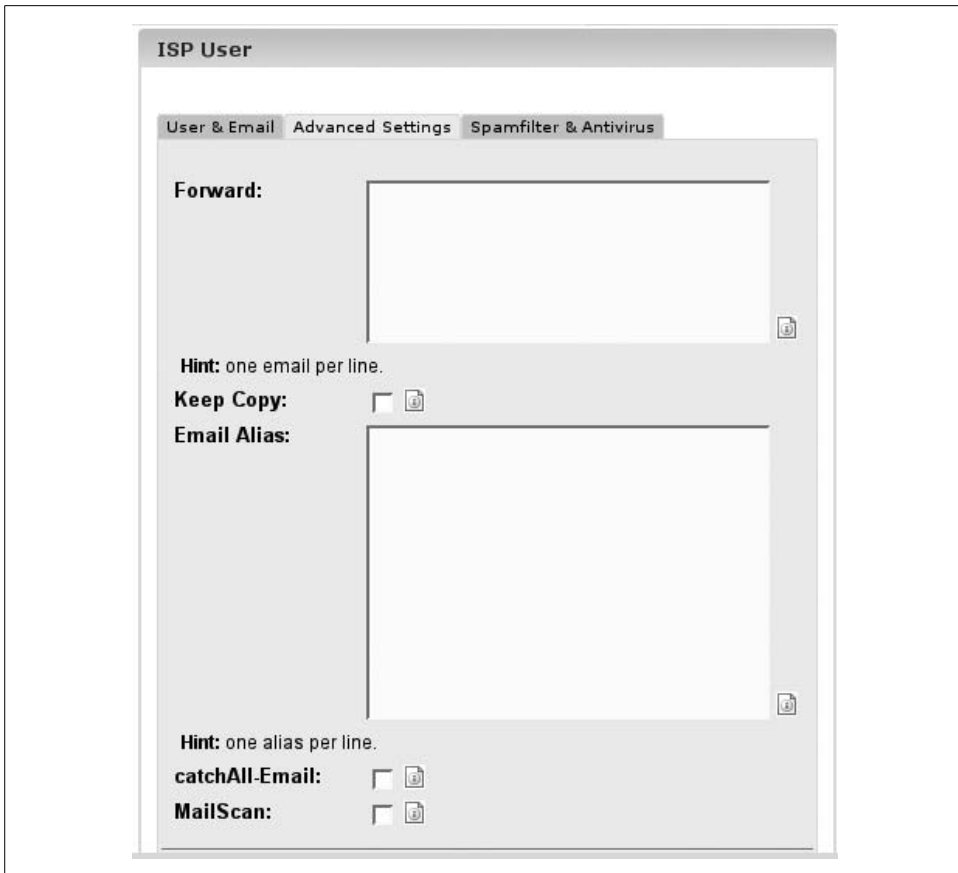 ISP User
User & Email Advanced Settings Spamfilter & Antivirus
Forward:
Hint: one email per line.
Keep Copy:
Email Alias:
Hint: one alias per line.
catchAll-Email:
MailScan: